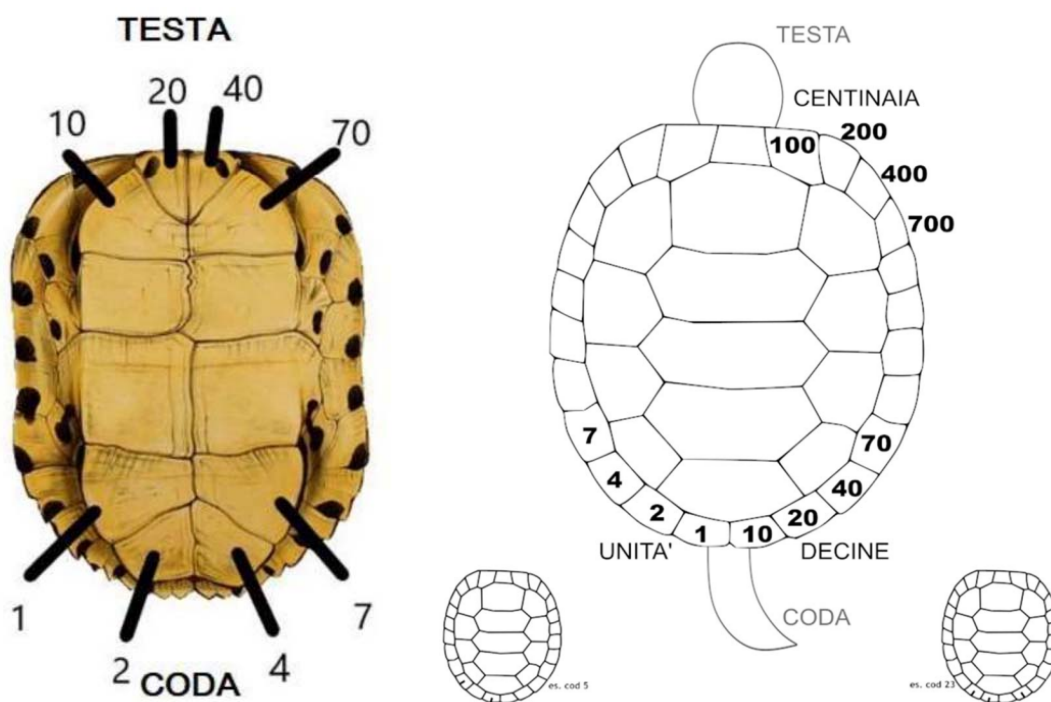 TESTA
20 40
10 70
1 7
2 4
CODA
TESTA
CENTINAIA
100 200
400
700
7 70
4 40
2 20
1 10
UNITA' DECINE
CODA
es. cod 5
es. cod 23